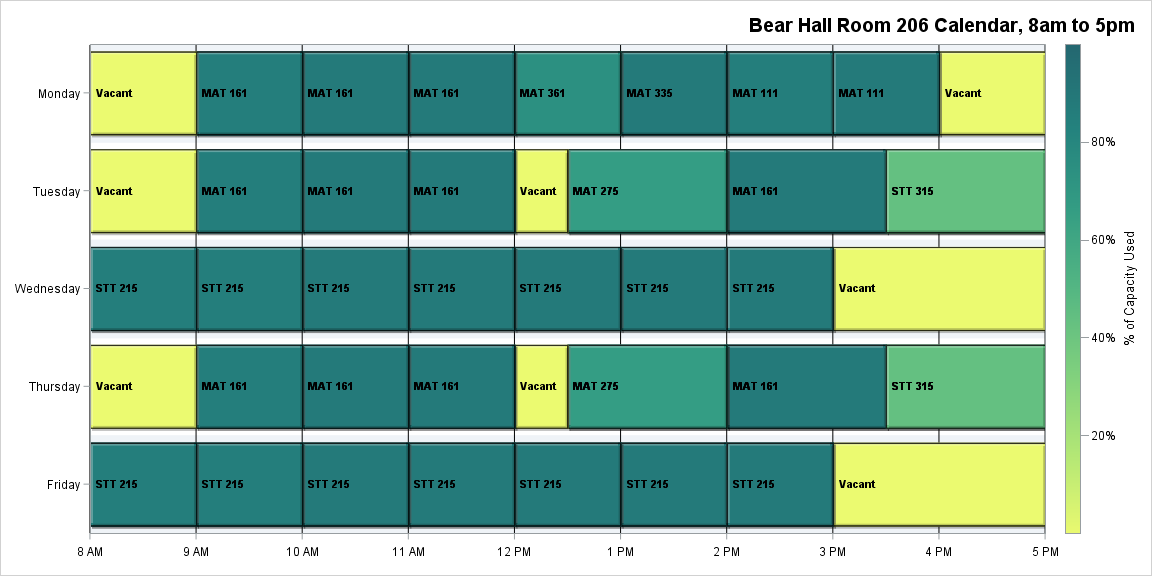 Bear Hall Room 206 Calendar, 8am to 5pm
Monday
Vacant
MAT 161
MAT 161
MAT 161
MAT 361
MAT 335
MAT 111
MAT 111
Vacant
Tuesday
Vacant
MAT 161
MAT 161
MAT 161
Vacant
MAT 275
MAT 161
STT 315
Wednesday
STT 215
STT 215
STT 215
STT 215
STT 215
STT 215
STT 215
Vacant
Thursday
Vacant
MAT 161
MAT 161
MAT 161
Vacant
MAT 275
MAT 161
STT 315
Friday
STT 215
STT 215
STT 215
STT 215
STT 215
STT 215
STT 215
Vacant
8 AM
9 AM
10 AM
11 AM
12 PM
1 PM
2 PM
3 PM
4 PM
5 PM
80%
60%
40%
20%
% of Capacity Used